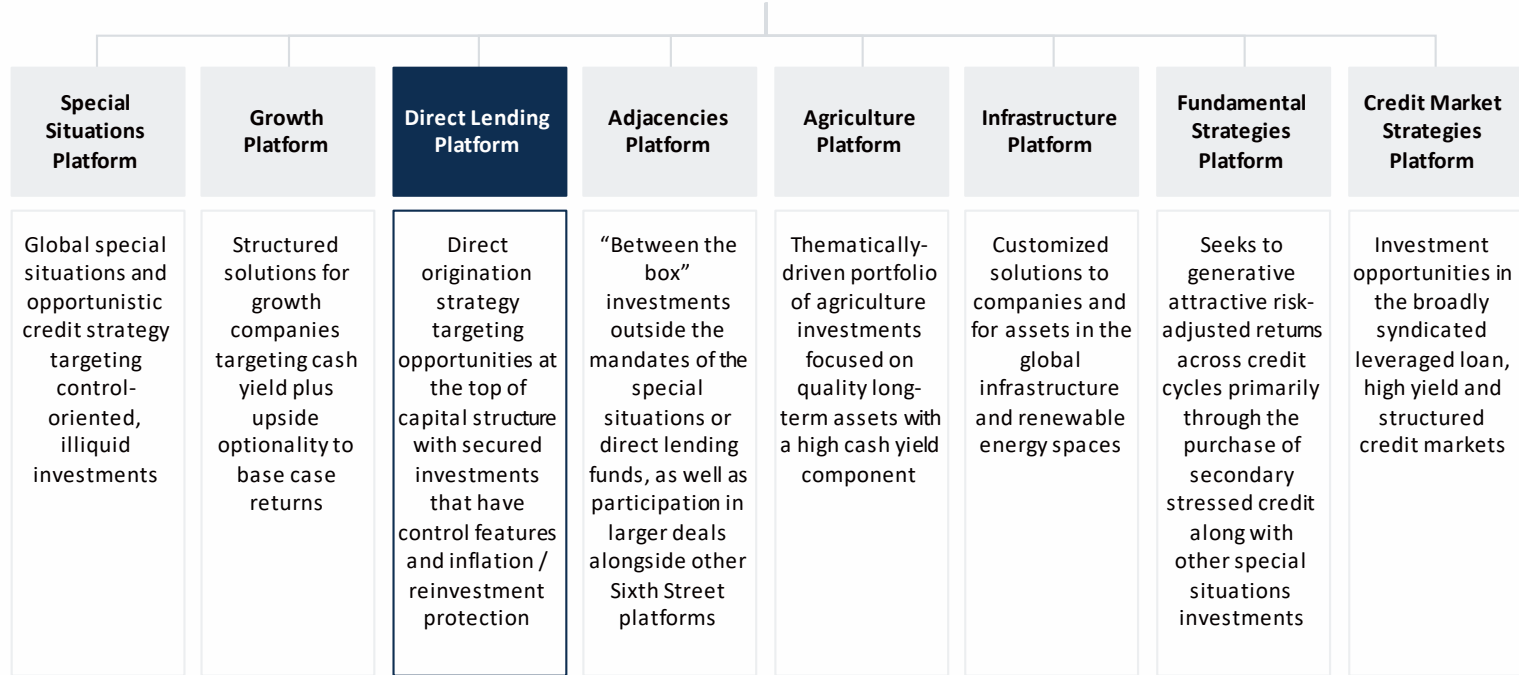 Special
Situations
Platform
Growth
Platform
Direct Lending
Platform
Adjacencies
Platform
Agriculture
Platform
Infrastructure
Platform
Fundamental
Strategies
Platform
Credit Market
Strategies
Platform
Global special
situations and
opportunistic
credit strategy
targeting
control-
oriented,
illiquid
investments
Structured
solutions for
growth
companies
targeting cash
yield plus
upside
optionality to
base case
returns
Direct
origination
strategy
targeting
opportunities at
the top of
capital structure
with secured
investments
that have
control features
and inflation /
reinvestment
protection
“Between the
box”
investments
outside the
mandates of the
special
situations or
direct lending
funds, as well as
participation in
larger deals
alongside other
Sixth Street
platforms
Thematically-
driven portfolio
of agriculture
investments
focused on
quality long-
term assets with
a high cash yield
component
Customized
solutions to
companies and
for assets in the
global
infrastructure
and renewable
energy spaces
Seeks to
generative
attractive risk-
adjusted returns
across credit
cycles primarily
through the
purchase of
secondary
stressed credit
along with
other special
situations
investments
Investment
opportunities in
the broadly
syndicated
leveraged loan,
high yield and
structured
credit markets